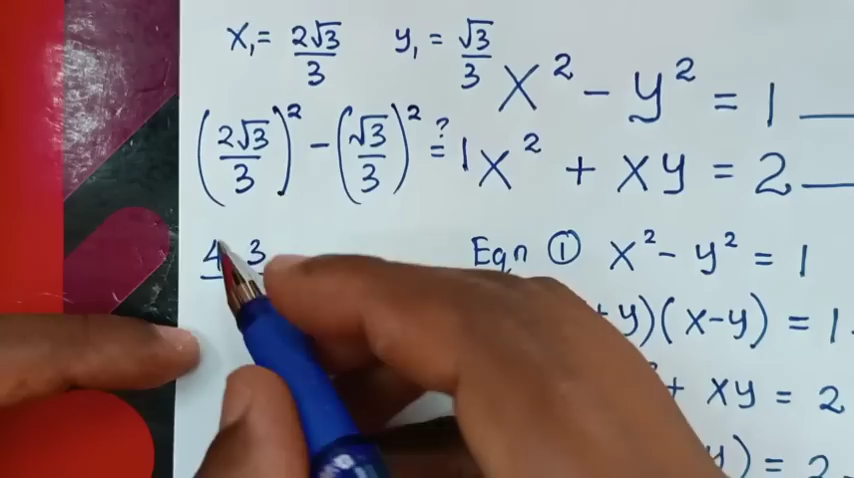 x₁ = 2√3/3 y₁ = √3/3
x² - y² = 1
(2√3/3)² - (√3/3)² ?= 1
x² + xy = 2
4 3
Eqn ① x² - y² = 1
y)(x-y) = 1
+ xy = 2
y) = 2